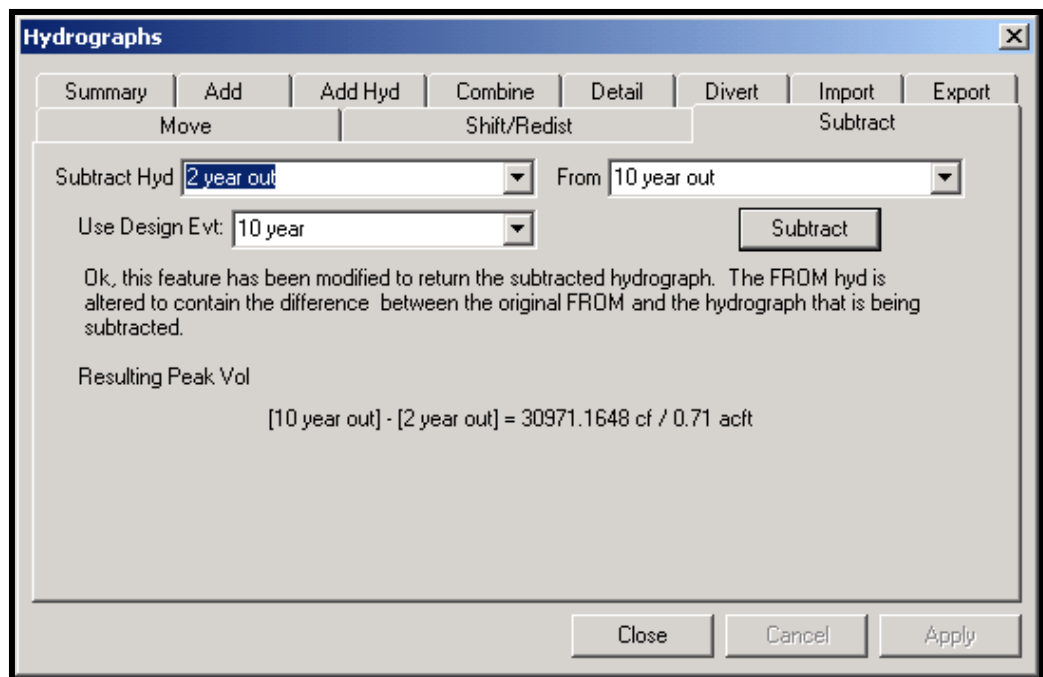 Hydrographs
Summary Add Add Hyd Combine Detail Divert Import Export
Move Shift/Redist Subtract
Subtract Hyd 2 year out From 10 year out
Use Design Evt: 10 year Subtract
Ok, this feature has been modified to return the subtracted hydrograph. The FROM hyd is
altered to contain the difference between the original FROM and the hydrograph that is being
subtracted.
Resulting Peak Vol
[10 year out] - [2 year out] = 30971.1648 cf / 0.71 acft
Close Cancel Apply